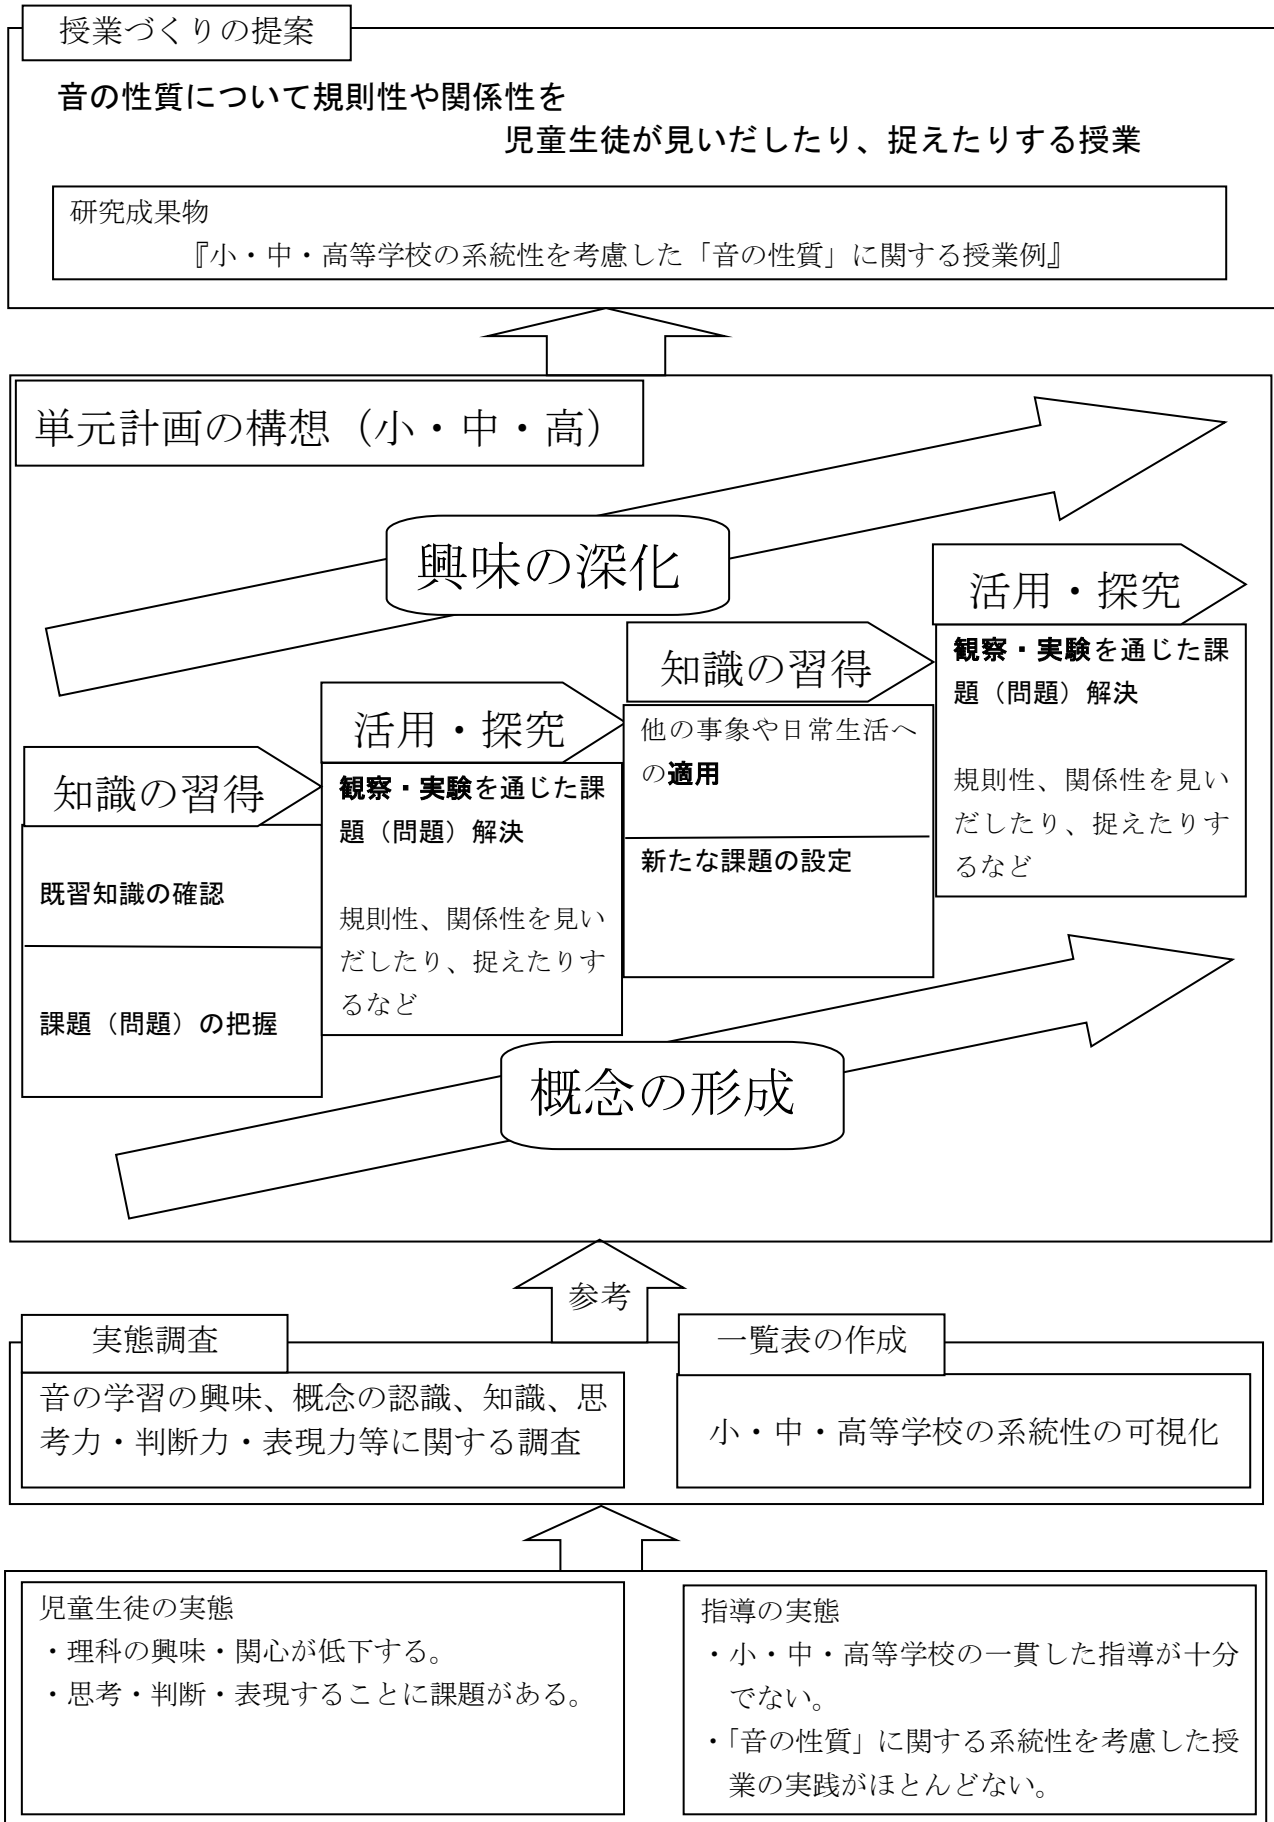 授業づくりの提案
音の性質について規則性や関係性を
児童生徒が見いだしたり、捉えたりする授業
研究成果物
『小・中・高等学校の系統性を考慮した「音の性質」に関する授業例』
単元計画の構想（小・中・高）
興味の深化
知識の習得
既習知識の確認
課題（問題）の把握
活用・探究
観察・実験を通じた課
題（問題）解決
規則性、関係性を見い
だしたり、捉えたりす
るなど
知識の習得
他の事象や日常生活へ
の適用
新たな課題の設定
活用・探究
観察・実験を通じた課
題（問題）解決
規則性、関係性を見い
だしたり、捉えたりす
るなど
概念の形成
参考
実態調査
音の学習の興味、概念の認識、知識、思
考力・判断力・表現力等に関する調査
一覧表の作成
小・中・高等学校の系統性の可視化
児童生徒の実態
・理科の興味・関心が低下する。
・思考・判断・表現することに課題がある。
指導の実態
・小・中・高等学校の一貫した指導が十分
でない。
・「音の性質」に関する系統性を考慮した授
業の実践がほとんどない。